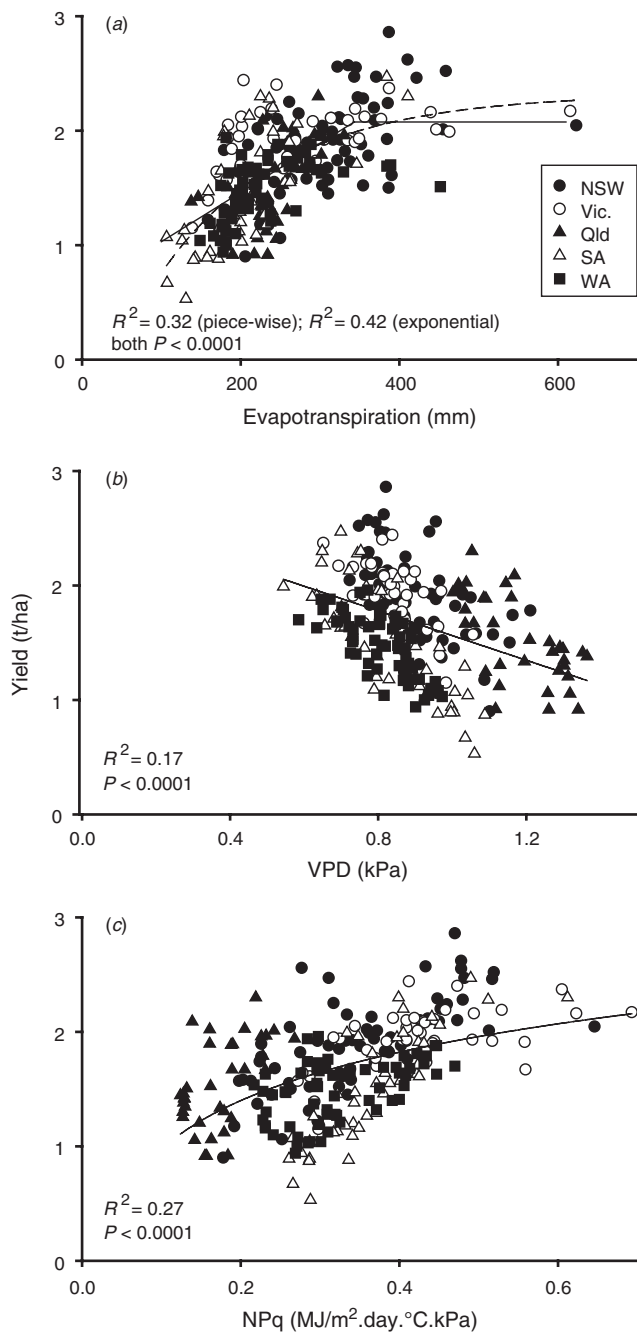 (a)
3
2
1
0
NSW
Vic.
Qld
SA
WA
R² = 0.32 (piece-wise); R² = 0.42 (exponential)
both P < 0.0001
0 200 400 600
Evapotranspiration (mm)
Yield (t/ha)
(b)
3
2
1
0
R² = 0.17
P < 0.0001
0.0 0.4 0.8 1.2
VPD (kPa)
(c)
3
2
1
0
R² = 0.27
P < 0.0001
0.0 0.2 0.4 0.6
NPq (MJ/m².day.°C.kPa)